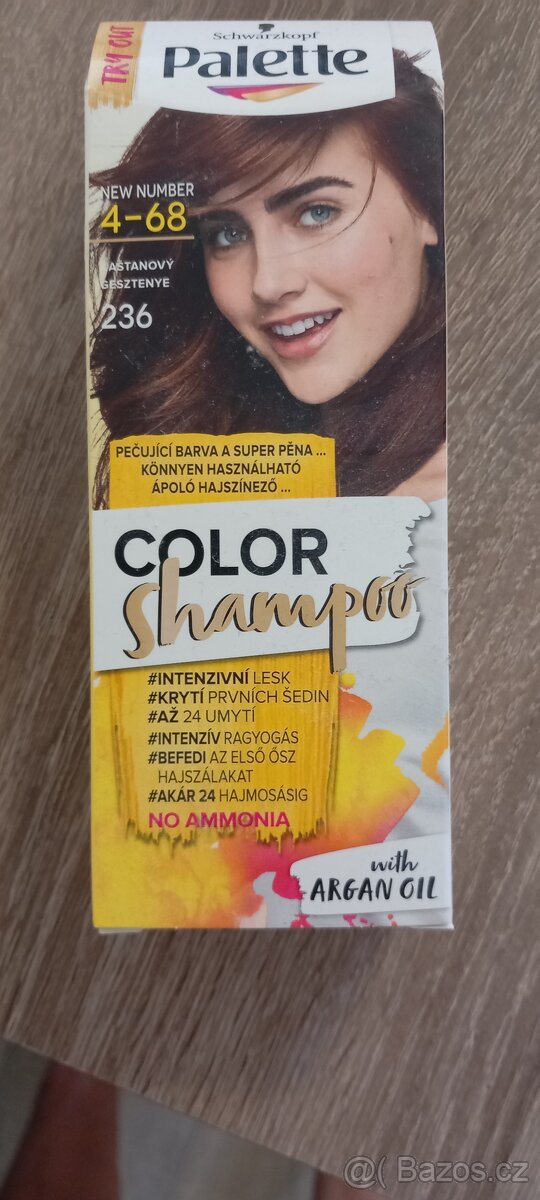 TRY OUT
Schwarzkopf
Palette
NEW NUMBER
4-68
KAŠTANOVÝ
GESZTENYE
236
PEČUJÍCÍ BARVA A SUPER PĚNA ...
KÖNNYEN HASZNÁLHATÓ
ÁPOLÓ HAJSZÍNEZŐ ...
COLOR
Shampoo
#INTENZIVNÍ LESK
#KRYTÍ PRVNÍCH ŠEDIN
#AŽ 24 UMYTÍ
#INTENZÍV RAGYOGÁS
#BEFEDI AZ ELSŐ ŐSZ
HAJSZÁLAKAT
#AKÁR 24 HAJMOSÁSIG
NO AMMONIA
with
ARGAN OIL
@ Bazos.cz